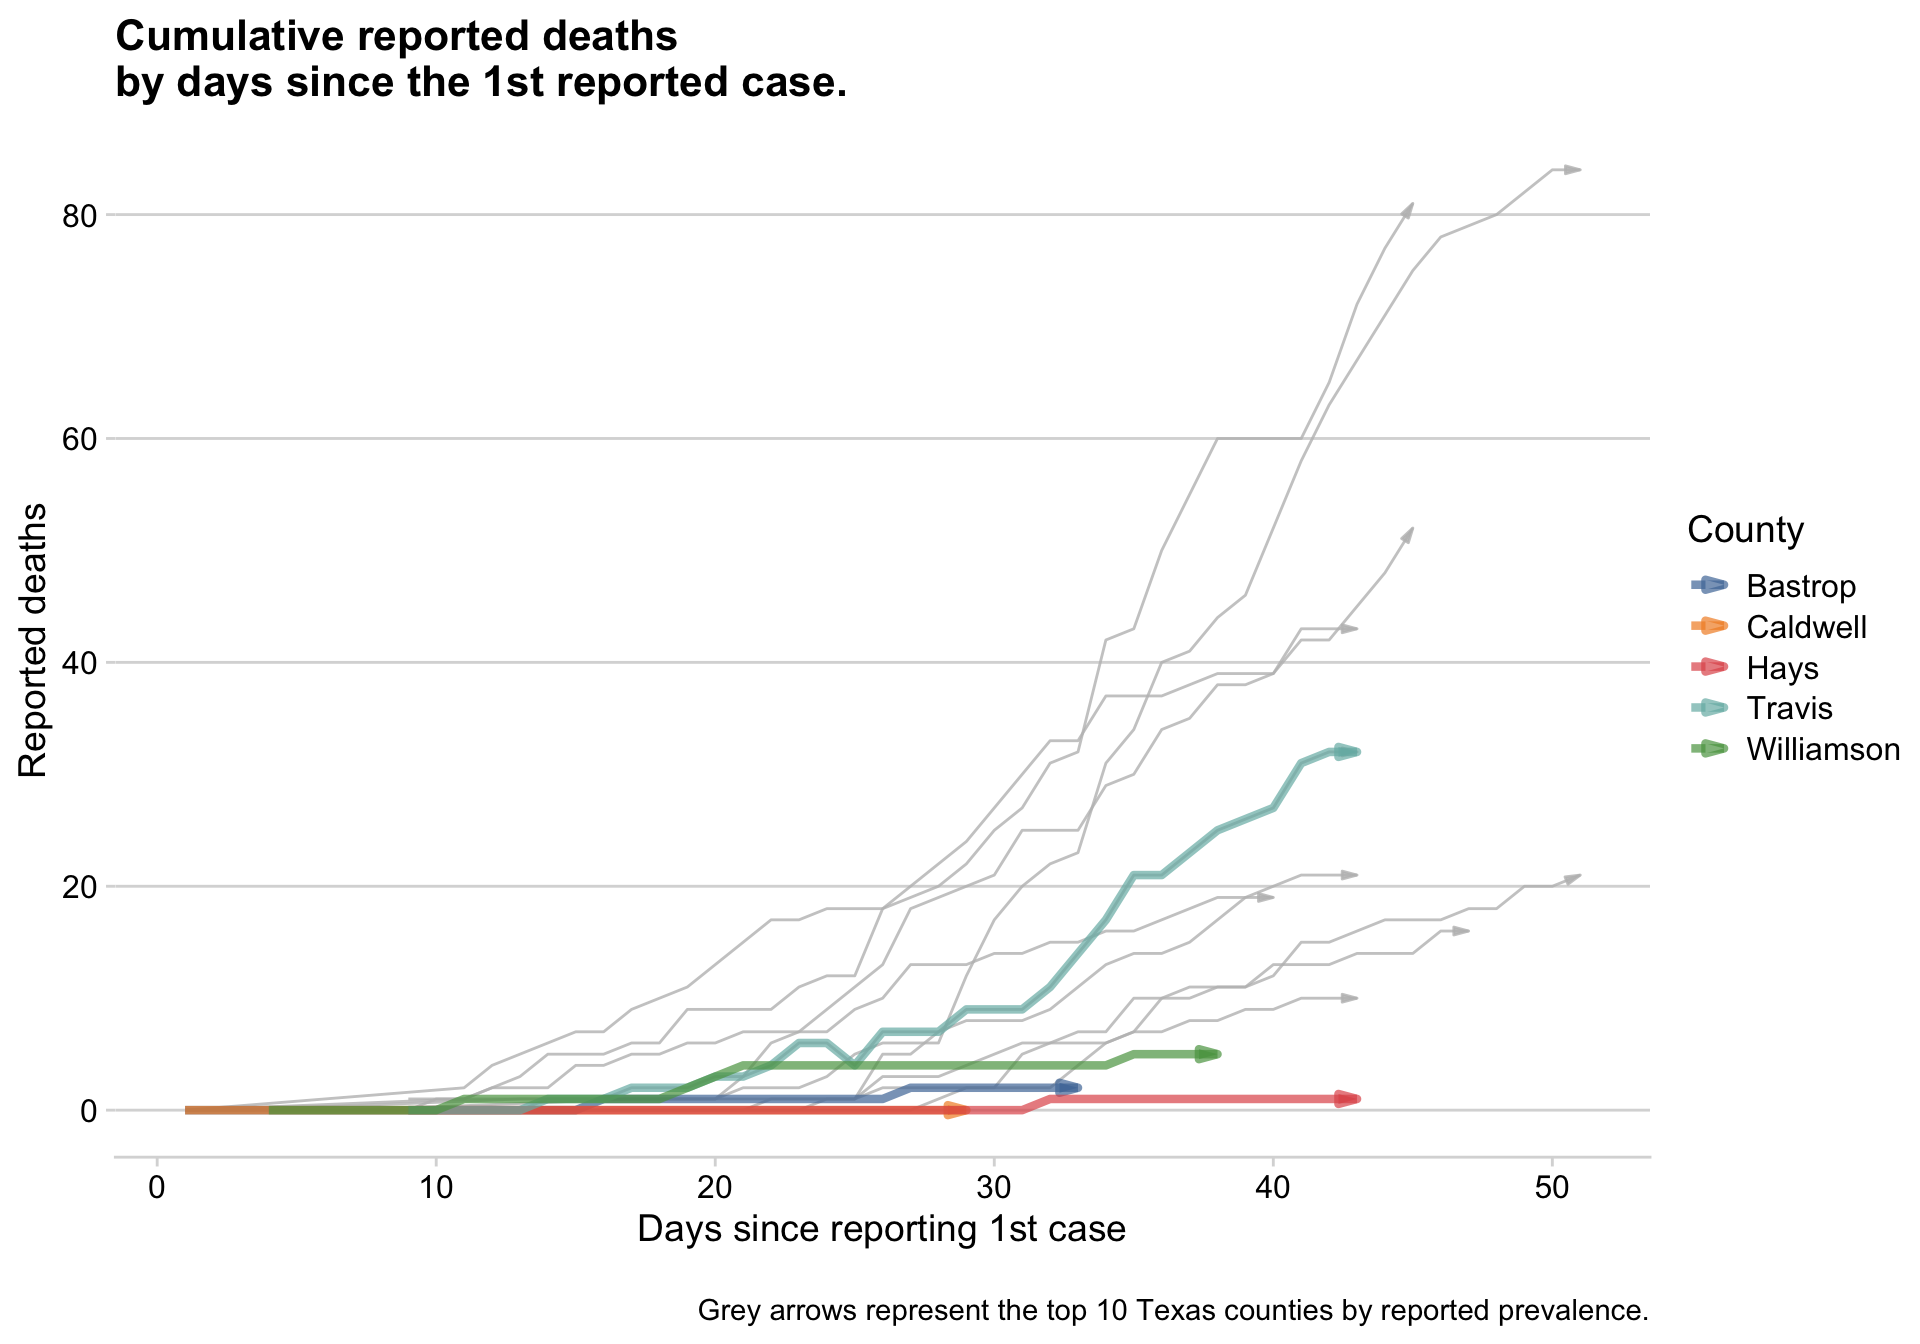 Cumulative reported deaths
by days since the 1st reported case.
80
60
40
20
0
Reported deaths
0 10 20 30 40 50
Days since reporting 1st case
County
Bastrop
Caldwell
Hays
Travis
Williamson
Grey arrows represent the top 10 Texas counties by reported prevalence.